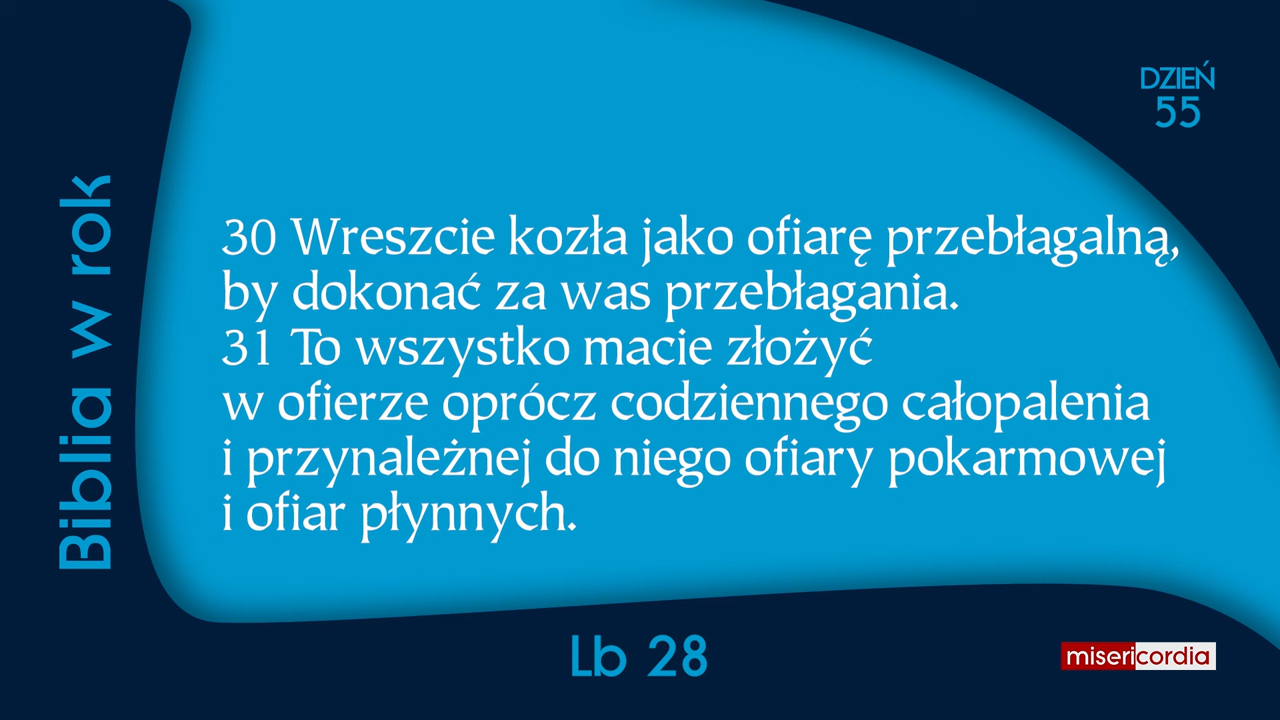 DZIEŃ
55
Biblia w rok
30 Wreszcie kozła jako ofiarę przebłagalną,
by dokonać za was przebłagania.
31 To wszystko macie złożyć
w ofierze oprócz codziennego całopalenia
i przynależnej do niego ofiary pokarmowej
i ofiar płynnych.
Lb 28
misericordia